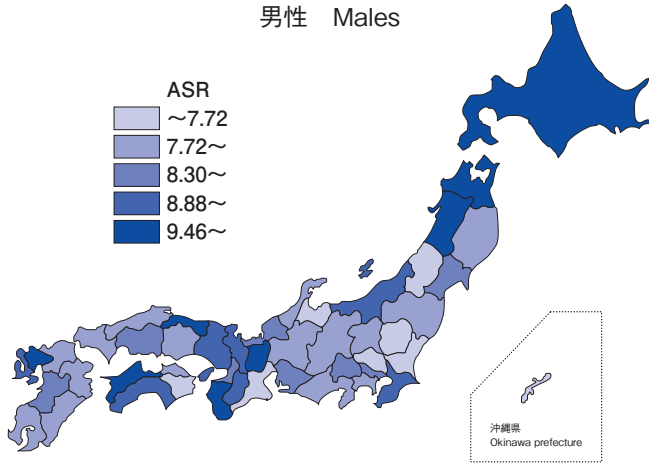 男性　Males
ASR
～7.72
7.72～
8.30～
8.88～
9.46～
沖縄県
Okinawa prefecture